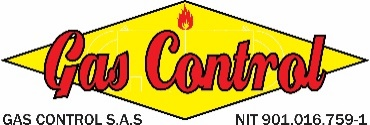 Gas Control
GAS CONTROL S.A.S NIT 901.016.759-1